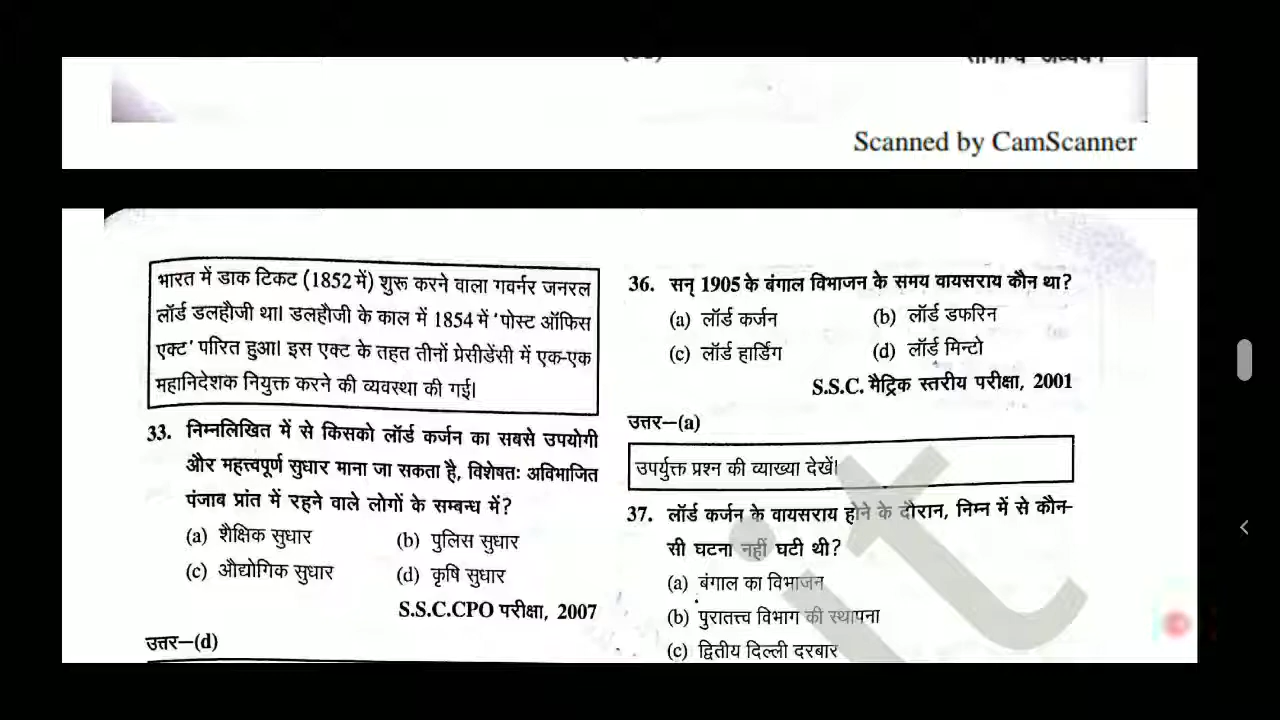 Scanned by CamScanner
भारत में डाक टिकट (1852 में) शुरू करने वाला गवर्नर जनरल
लॉर्ड डलहौजी था। डलहौजी के काल में 1854 में 'पोस्ट ऑफिस
एक्ट' परित हुआ। इस एक्ट के तहत तीनों प्रेसीडेंसी में एक-एक
महानिदेशक नियुक्त करने की व्यवस्था की गई।
33. निम्नलिखित में से किसको लॉर्ड कर्जन का सबसे उपयोगी
और महत्त्वपूर्ण सुधार माना जा सकता है, विशेषतः अविभाजित
पंजाब प्रांत में रहने वाले लोगों के सम्बन्ध में?
(a) शैक्षिक सुधार (b) पुलिस सुधार
(c) औद्योगिक सुधार (d) कृषि सुधार
S.S.C.CPO परीक्षा, 2007
उत्तर—(d)
36. सन् 1905 के बंगाल विभाजन के समय वायसराय कौन था?
(a) लॉर्ड कर्जन (b) लॉर्ड डफरिन
(c) लॉर्ड हार्डिंग (d) लॉर्ड मिन्टो
S.S.C. मैट्रिक स्तरीय परीक्षा, 2001
उत्तर—(a)
उपर्युक्त प्रश्न की व्याख्या देखें।
37. लॉर्ड कर्जन के वायसराय होने के दौरान, निम्न में से कौन-
सी घटना नहीं घटी थी?
(a) बंगाल का विभाजन
(b) पुरातत्त्व विभाग की स्थापना
(c) द्वितीय दिल्ली दरबार
it